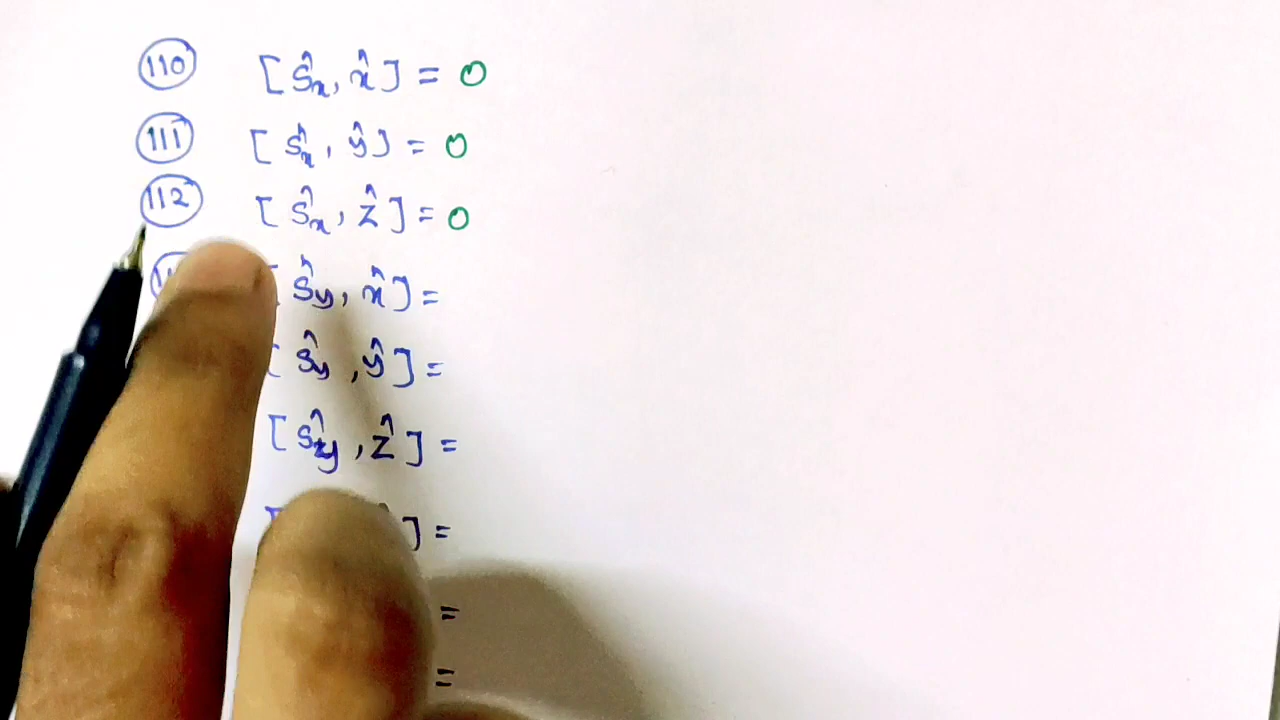 110 [Ŝx, x̂] = 0
111 [Ŝx, ŷ] = 0
112 [Ŝx, ẑ] = 0
[Ŝy, x̂] =
[Ŝy, ŷ] =
[Ŝy, ẑ] =
[ ] =
=
=